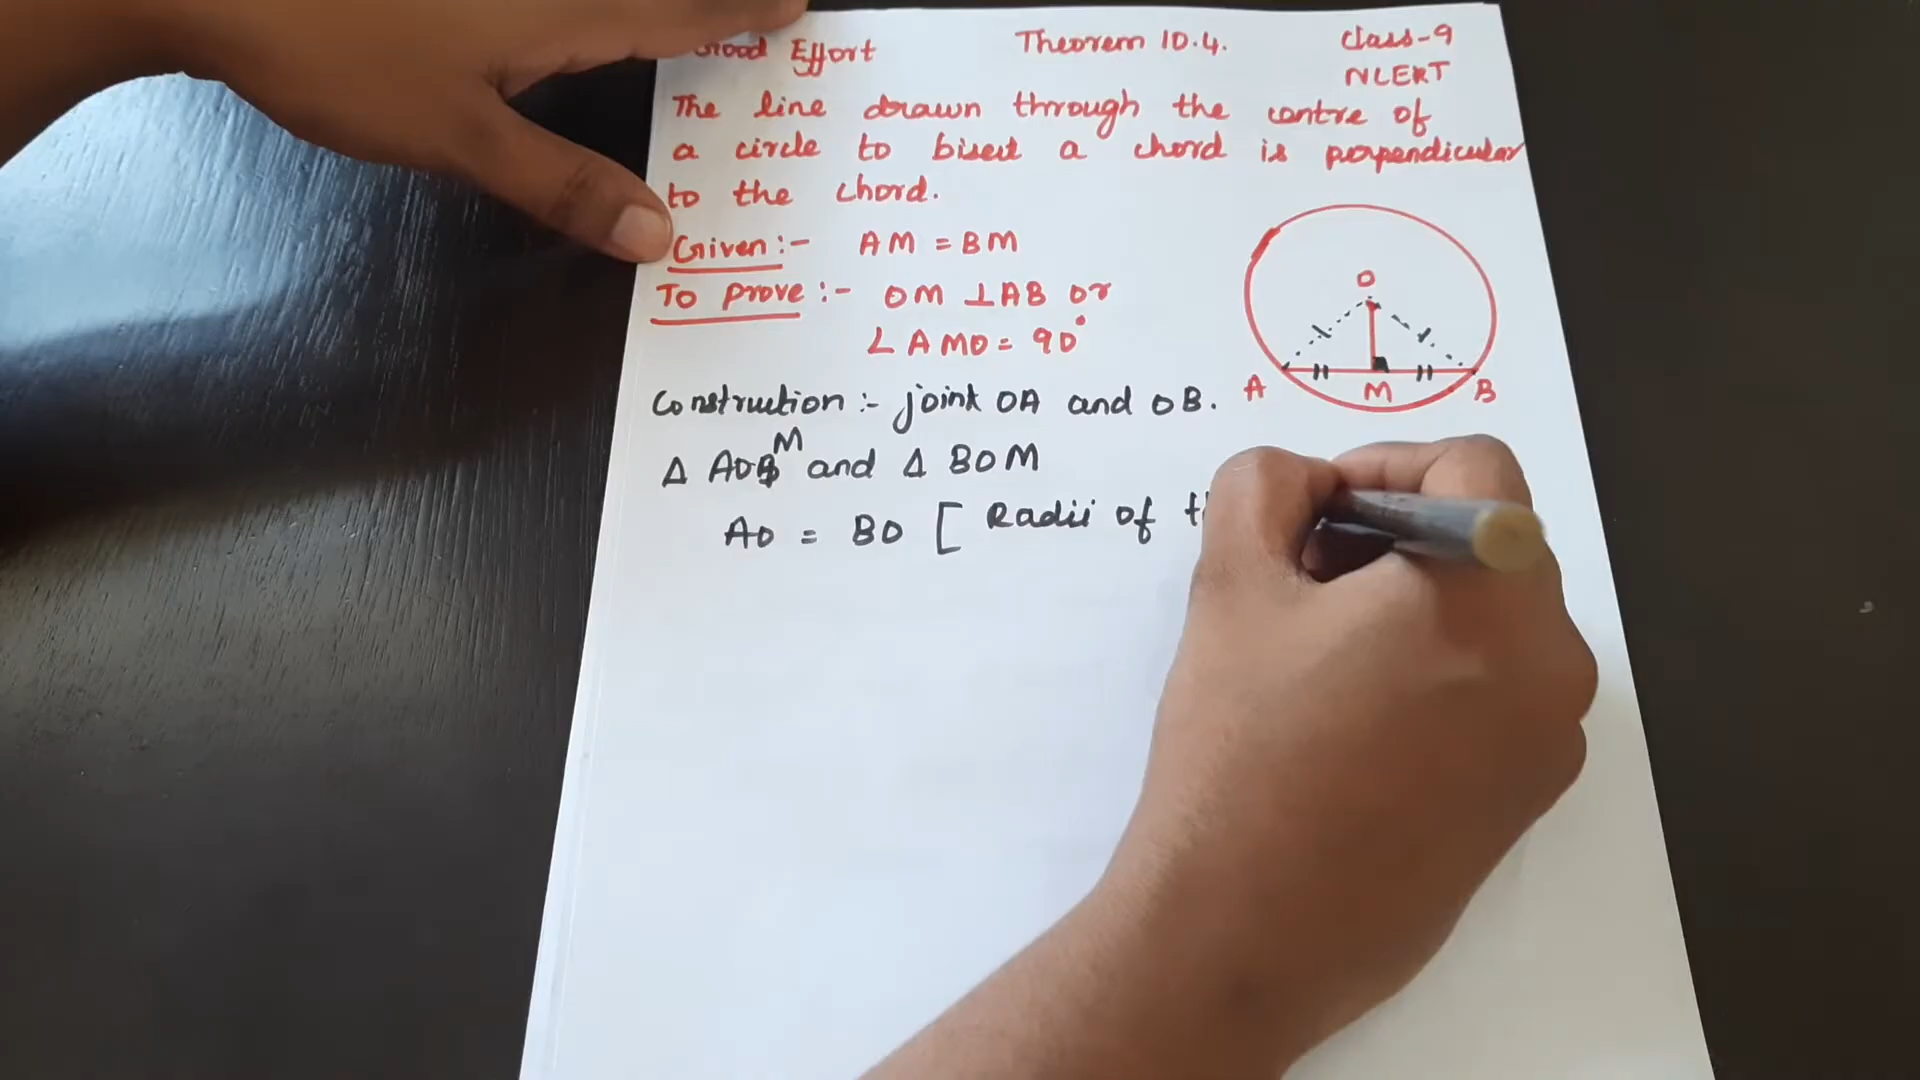 Good Effort Theorem 10.4. Class-9
NCERT
The line drawn through the centre of
a circle to bisect a chord is perpendicular
to the chord.
Given:- AM = BM
To prove:- OM ⊥AB or
∠AMO = 90°
O
A M B
Construction:- joint OA and OB.
Δ AOM and Δ BOM
AO = BO [Radii of